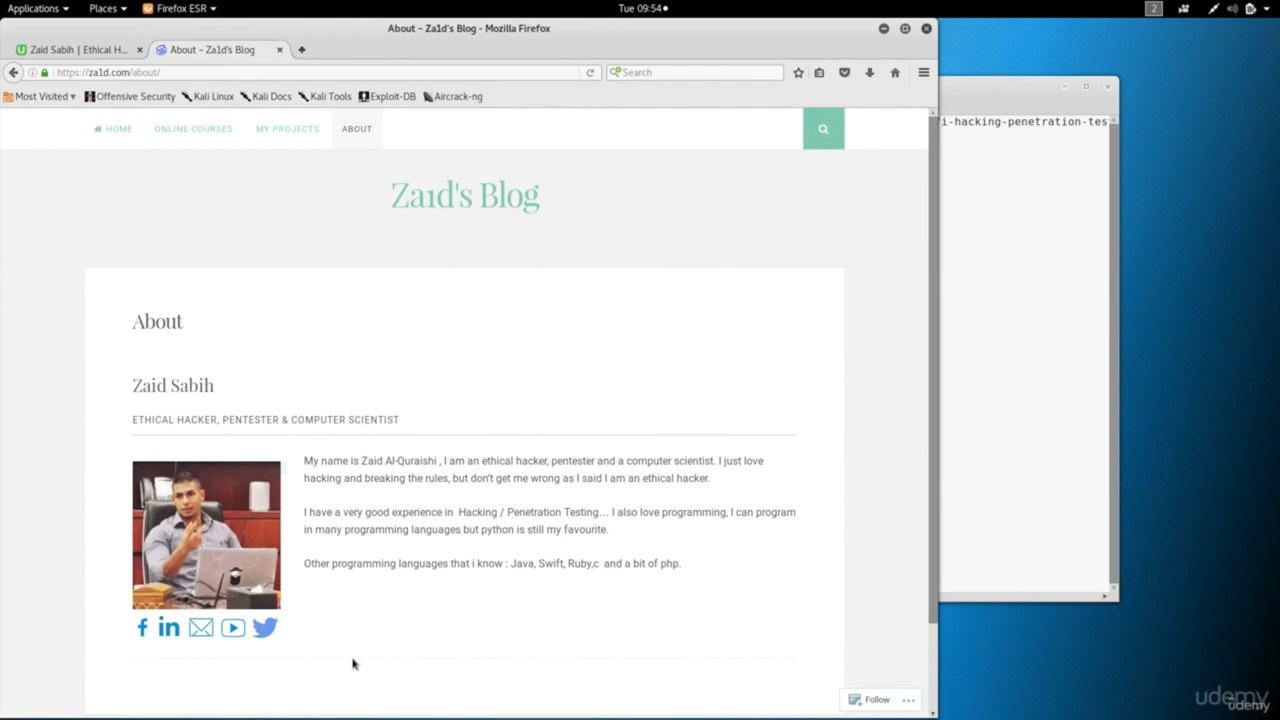 Applications ▾ Places ▾ Firefox ESR ▾ Tue 09:54 2
About – Za1d's Blog - Mozilla Firefox
Zaid Sabih | Ethical H... × About – Za1d's Blog ×
https://za1d.com/about/ Search
Most Visited ▾ Offensive Security Kali Linux Kali Docs Kali Tools Exploit-DB Aircrack-ng
HOME ONLINE COURSES MY PROJECTS ABOUT
i-hacking-penetration-tes
Za1d's Blog
About
Zaid Sabih
ETHICAL HACKER, PENTESTER & COMPUTER SCIENTIST
My name is Zaid Al-Quraishi , I am an ethical hacker, pentester and a computer scientist. I just love
hacking and breaking the rules, but don't get me wrong as I said I am an ethical hacker.
I have a very good experience in Hacking / Penetration Testing… I also love programming, I can program
in many programming languages but python is still my favourite.
Other programming languages that i know : Java, Swift, Ruby,c and a bit of php.
Follow ...
udemy
udemy